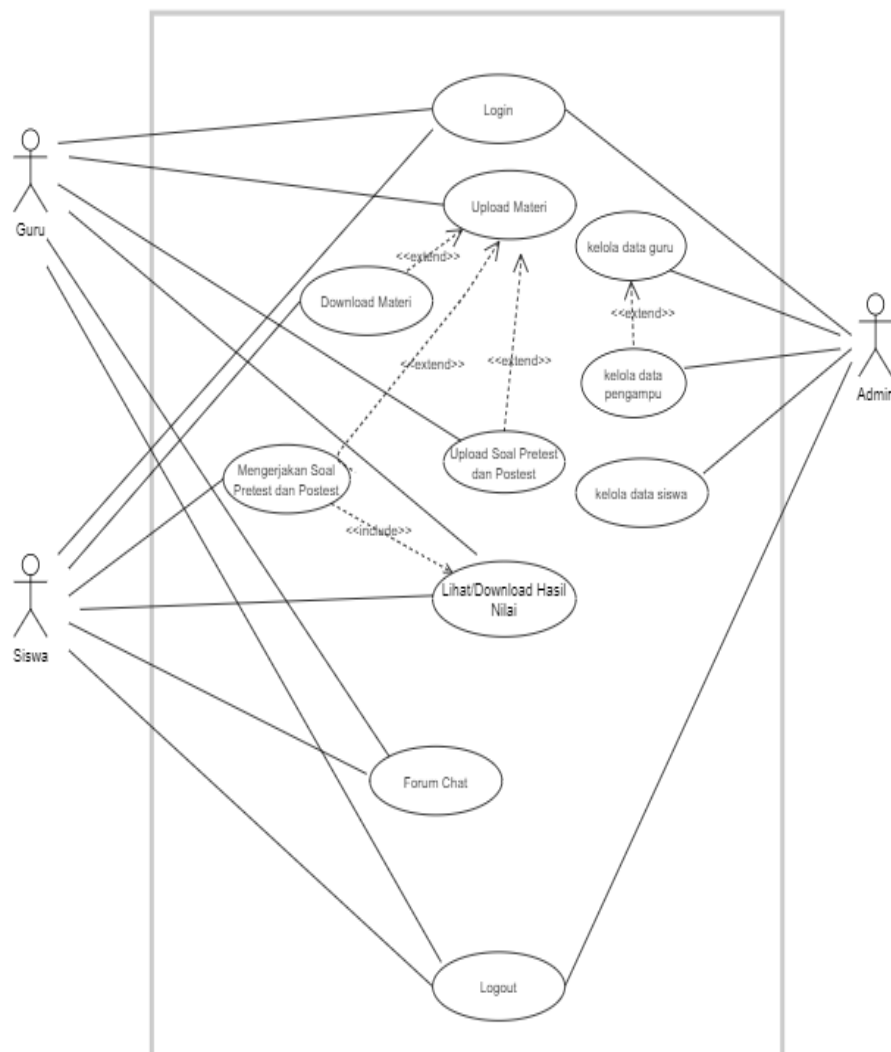 Login
Guru
Upload Materi
<<extend>>
kelola data guru
Download Materi
<<extend>>
Admin
<<extend>>
<<extend>>
kelola data
pengampu
Mengerjakan Soal
Pretest dan Postest
Upload Soal Pretest
dan Postest
kelola data siswa
<<include>>
Lihat/Download Hasil
Nilai
Siswa
Forum Chat
Logout